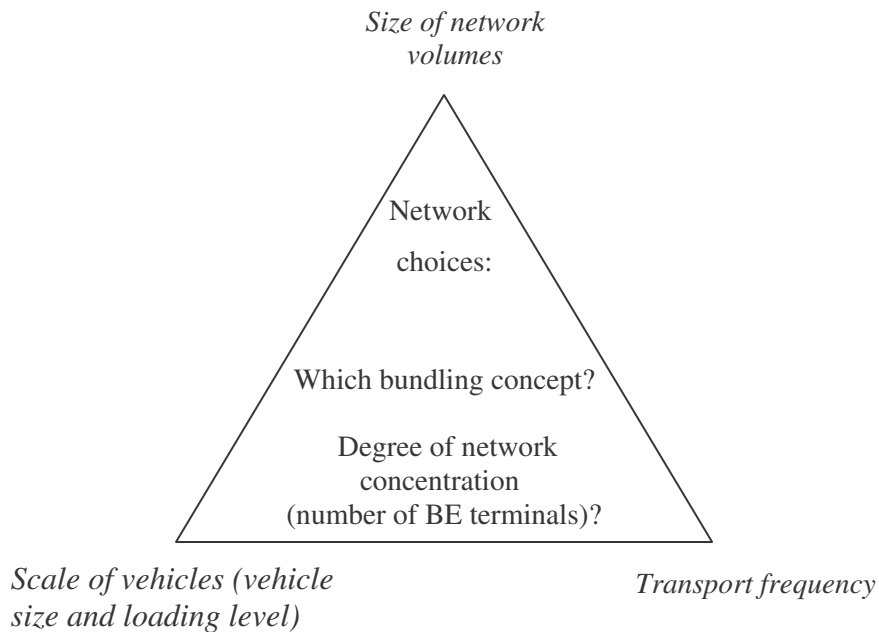 Size of network
volumes
Network
choices:
Which bundling concept?
Degree of network
concentration
(number of BE terminals)?
Scale of vehicles (vehicle
size and loading level)
Transport frequency